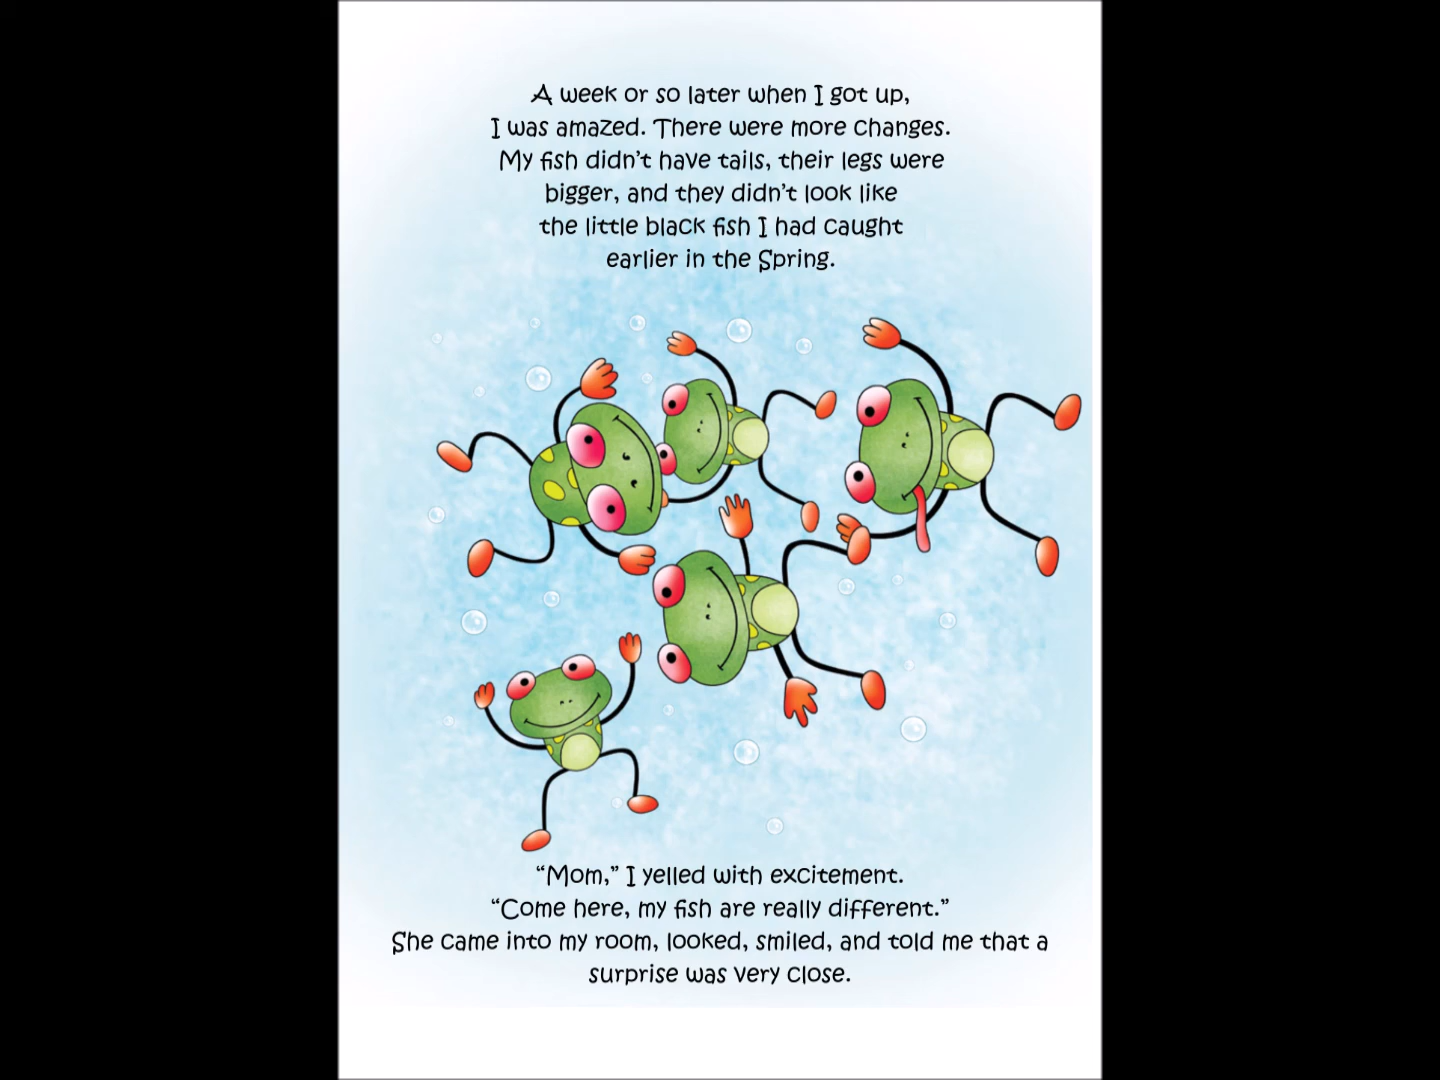 A week or so later when I got up,
I was amazed. There were more changes.
My fish didn't have tails, their legs were
bigger, and they didn't look like
the little black fish I had caught
earlier in the Spring.
“Mom,” I yelled with excitement.
“Come here, my fish are really different.”
She came into my room, looked, smiled, and told me that a
surprise was very close.